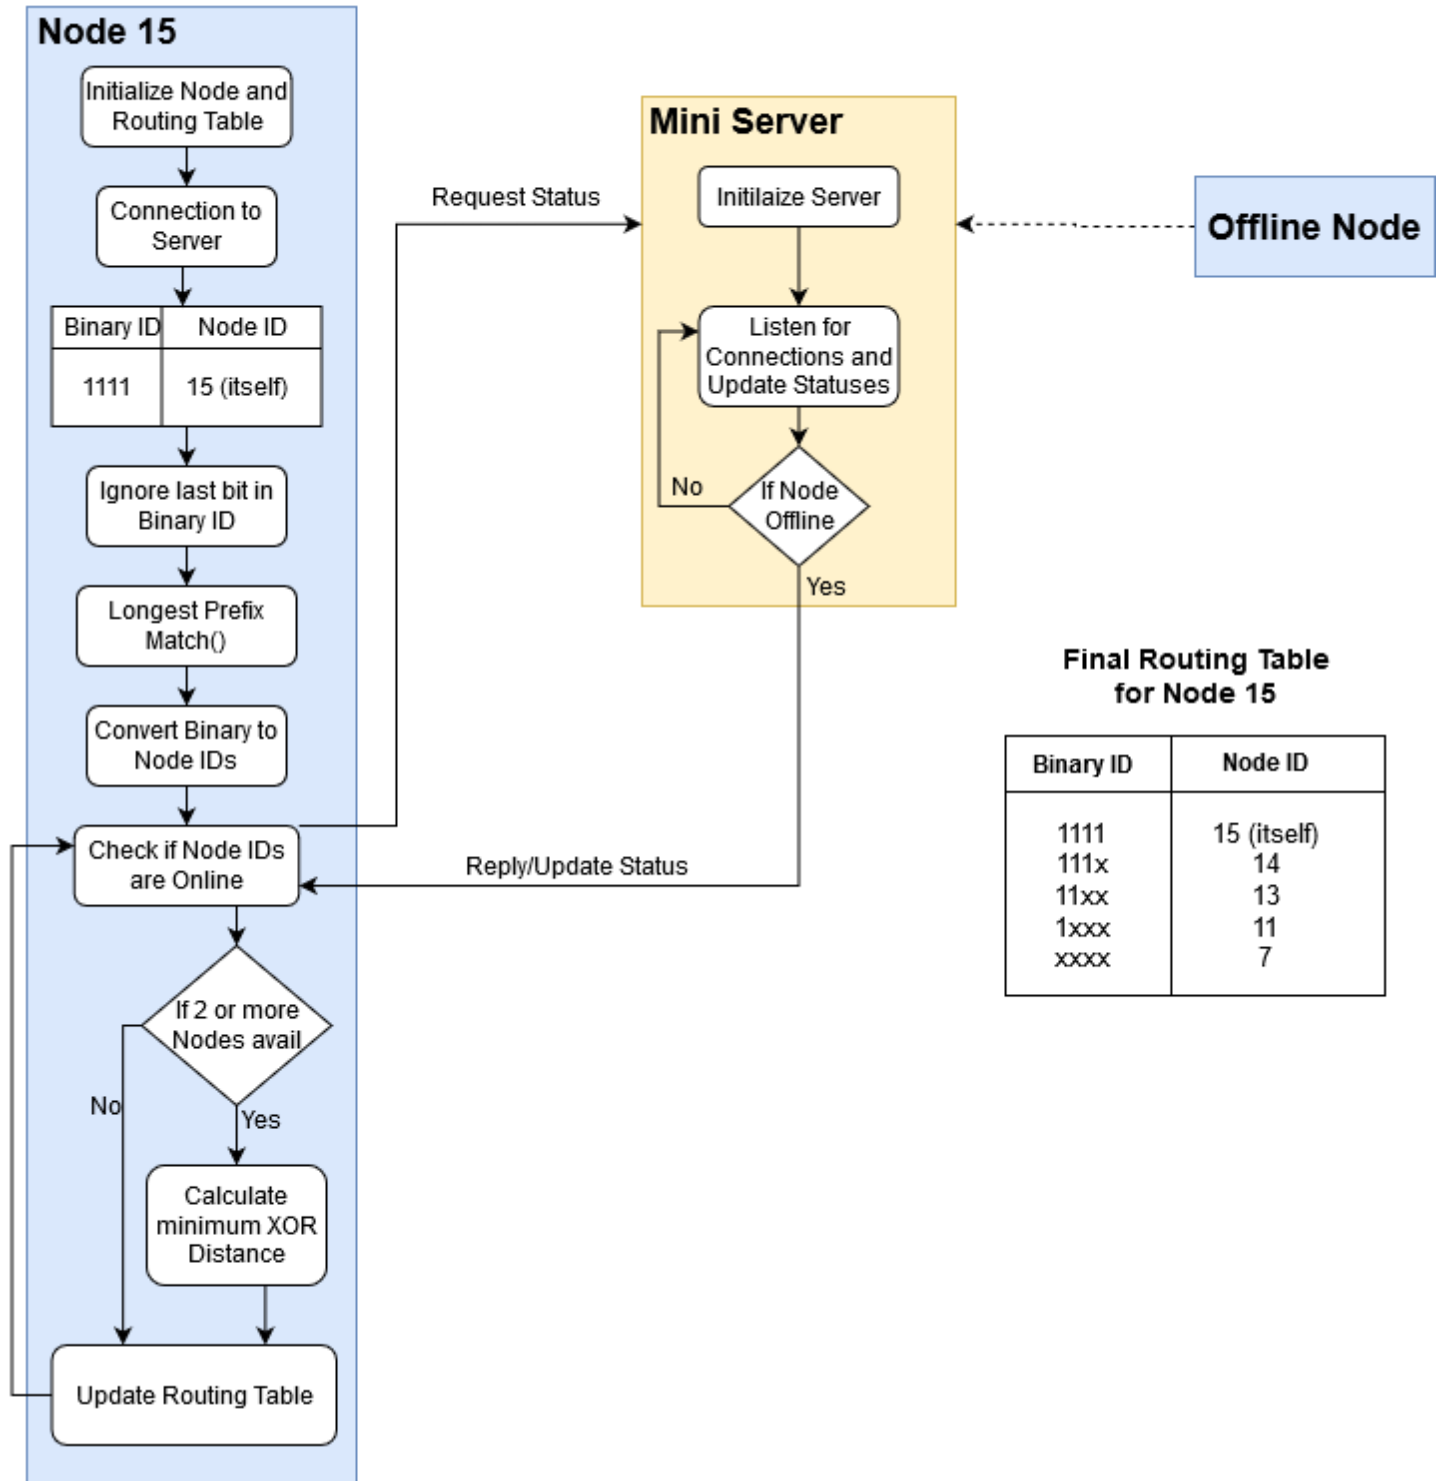 Node 15
Initialize Node and
Routing Table
Connection to
Server
Binary ID Node ID
1111 15 (itself)
Ignore last bit in
Binary ID
Longest Prefix
Match()
Convert Binary to
Node IDs
Check if Node IDs
are Online
If 2 or more
Nodes avail
No
Yes
Calculate
minimum XOR
Distance
Update Routing Table
Request Status
Reply/Update Status
Mini Server
Initilaize Server
Listen for
Connections and
Update Statuses
If Node
Offline
No
Yes
Offline Node
Final Routing Table
for Node 15
Binary ID Node ID
1111 15 (itself)
111x 14
11xx 13
1xxx 11
xxxx 7